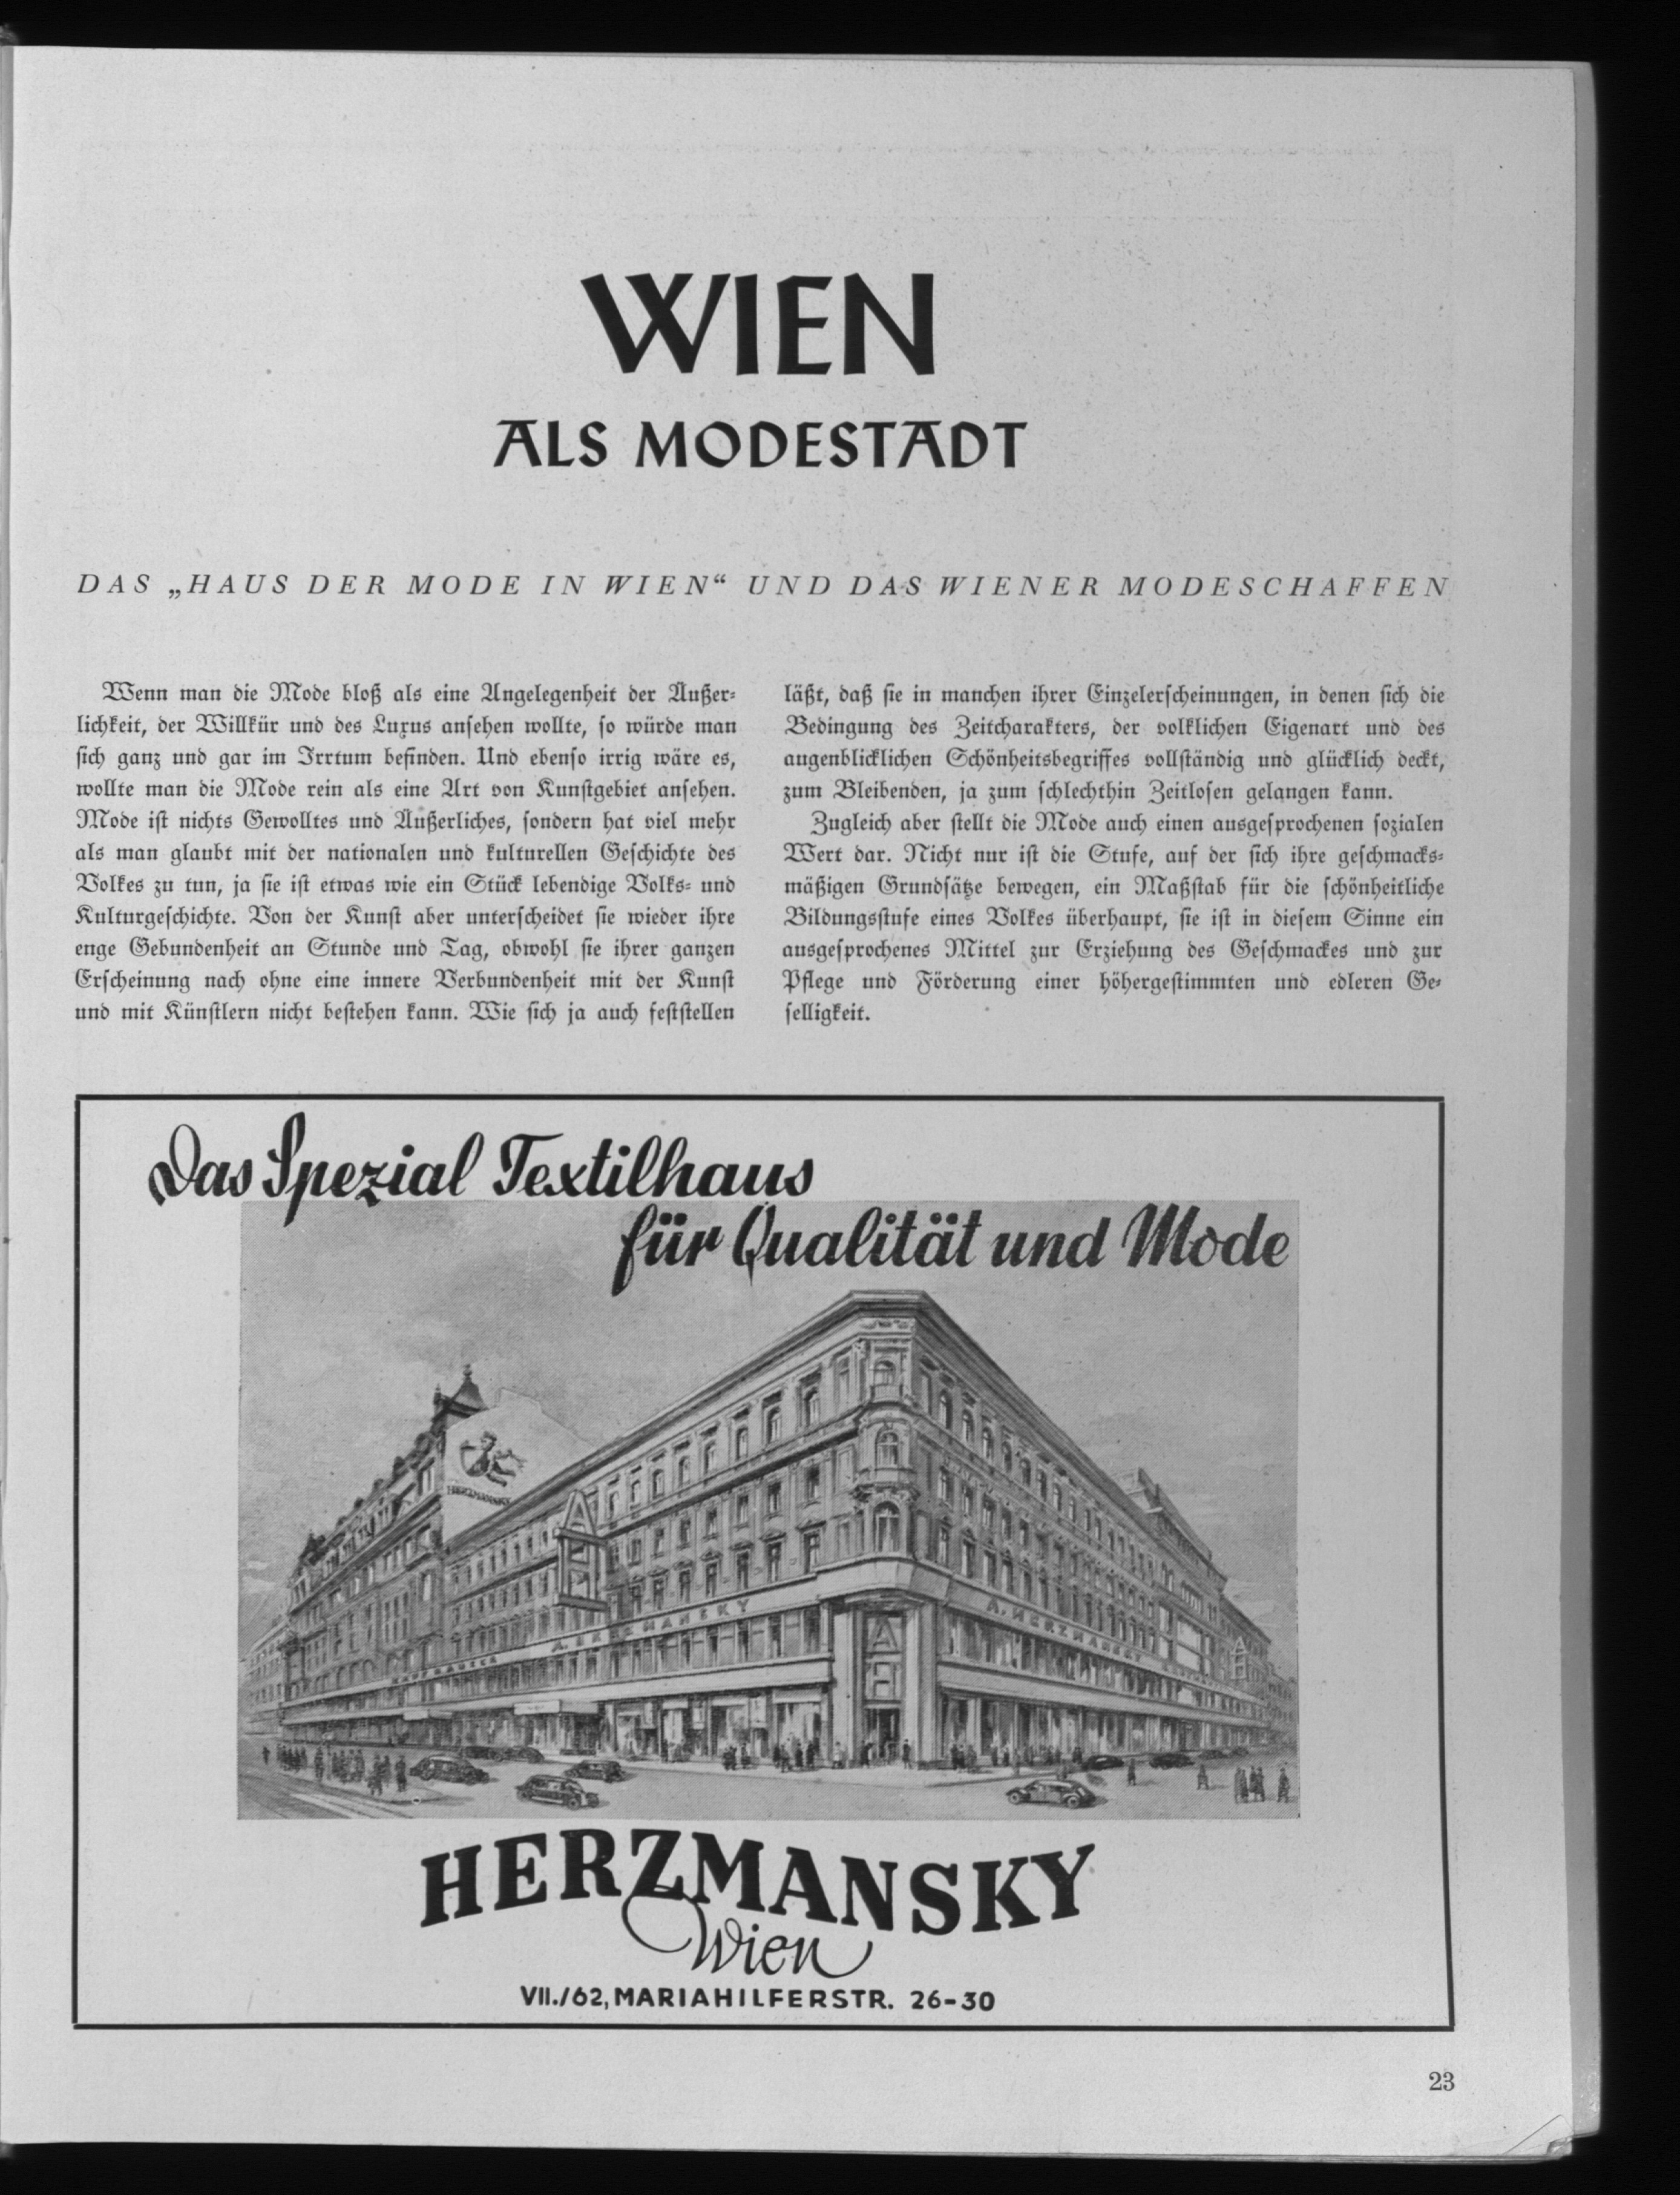 WIEN
ALS MODESTADT
DAS „HAUS DER MODE IN WIEN“ UND DAS WIENER MODESCHAFFEN
Wenn man die Mode bloß als eine Angelegenheit der Äußer-
lichkeit, der Willkür und des Luxus ansehen wollte, so würde man
sich ganz und gar im Irrtum befinden. Und ebenso irrig wäre es,
wollte man die Mode rein als eine Art von Kunstgebiet ansehen.
Mode ist nichts Gewolltes und Äußerliches, sondern hat viel mehr
als man glaubt mit der nationalen und kulturellen Geschichte des
Volkes zu tun, ja sie ist etwas wie ein Stück lebendige Volks- und
Kulturgeschichte. Von der Kunst aber unterscheidet sie wieder ihre
enge Gebundenheit an Stunde und Tag, obwohl sie ihrer ganzen
Erscheinung nach ohne eine innere Verbundenheit mit der Kunst
und mit Künstlern nicht bestehen kann. Wie sich ja auch feststellen
läßt, daß sie in manchen ihrer Einzelerscheinungen, in denen sich die
Bedingung des Zeitcharakters, der volklichen Eigenart und des
augenblicklichen Schönheitsbegriffes vollständig und glücklich deckt,
zum Bleibenden, ja zum schlechthin Zeitlosen gelangen kann.
Zugleich aber stellt die Mode auch einen ausgesprochenen sozialen
Wert dar. Nicht nur ist die Stufe, auf der sich ihre geschmacks-
mäßigen Grundsätze bewegen, ein Maßstab für die schönheitliche
Bildungsstufe eines Volkes überhaupt, sie ist in diesem Sinne ein
ausgesprochenes Mittel zur Erziehung des Geschmackes und zur
Pflege und Förderung einer höhergestimmten und edleren Ge-
selligkeit.
Das Spezial Textilhaus
für Qualität und Mode
HERZMANSKY
A. HERZMANSKY
A. HERZMANSKY
HERZMANSKY
Wien
VII./62, MARIAHILFERSTR. 26-30
23